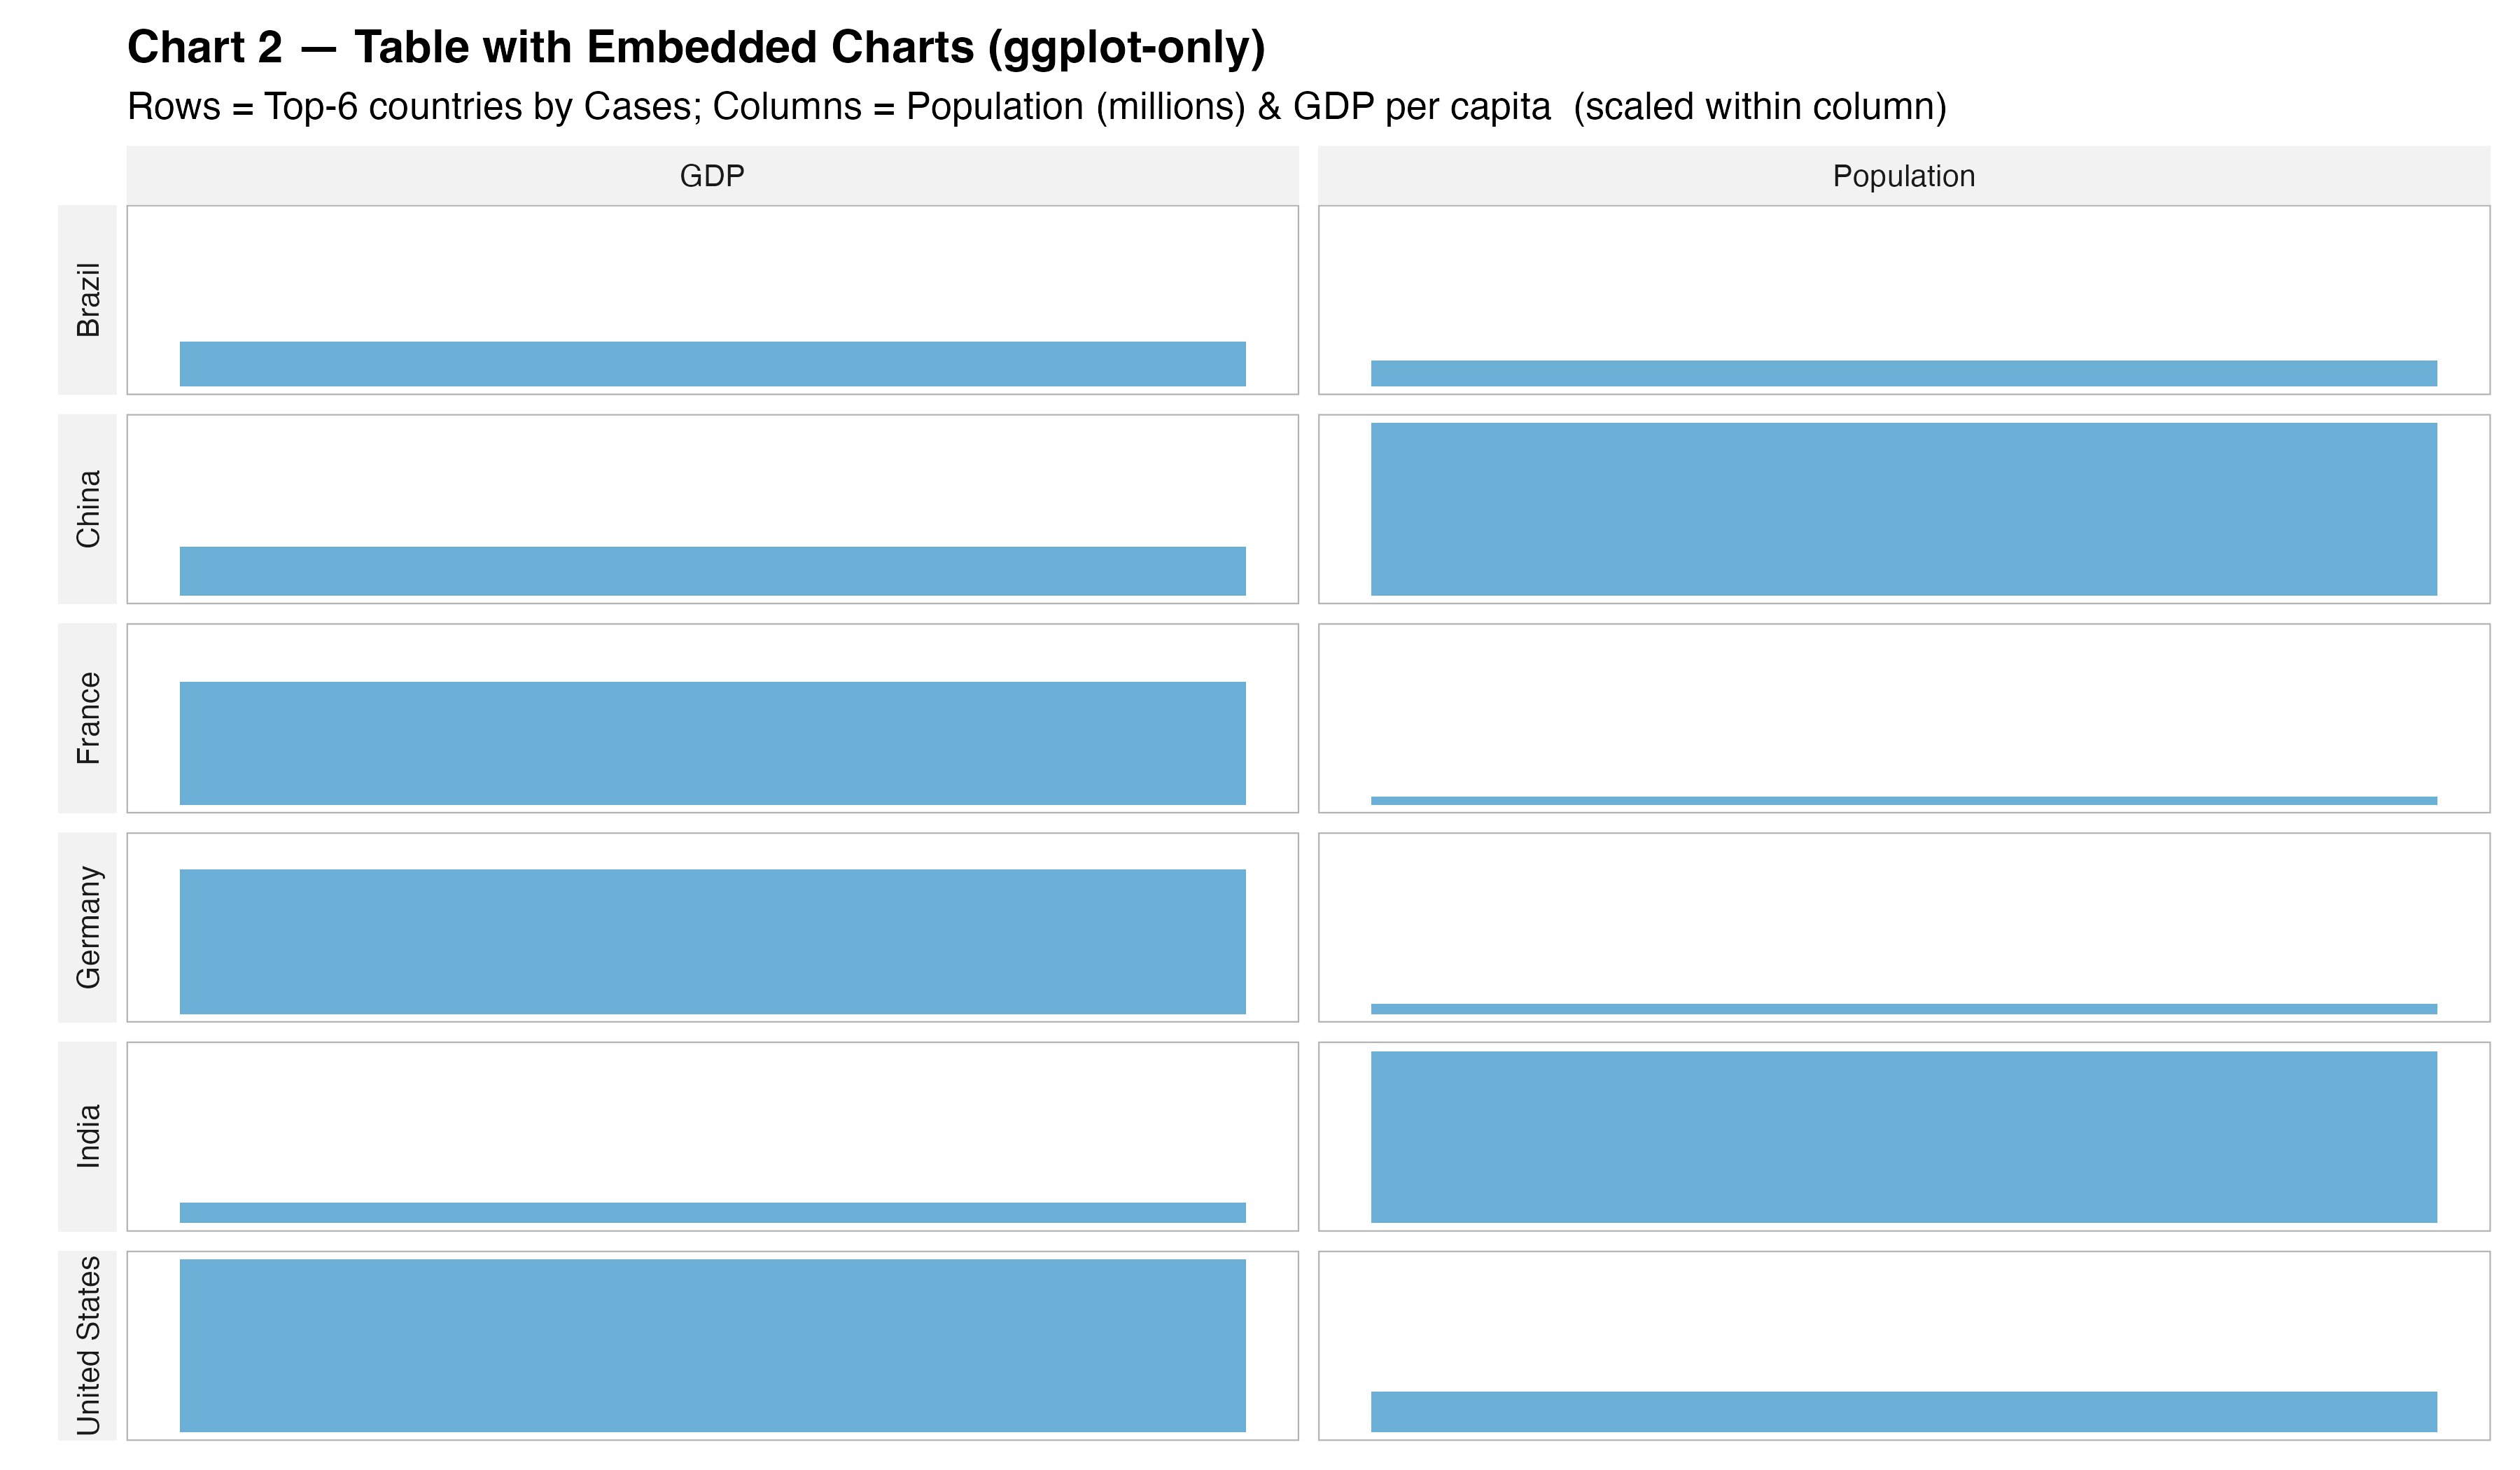 Chart 2 — Table with Embedded Charts (ggplot-only)
Rows = Top-6 countries by Cases; Columns = Population (millions) & GDP per capita  (scaled within column)
GDP
Population
Brazil
China
France
Germany
India
United States